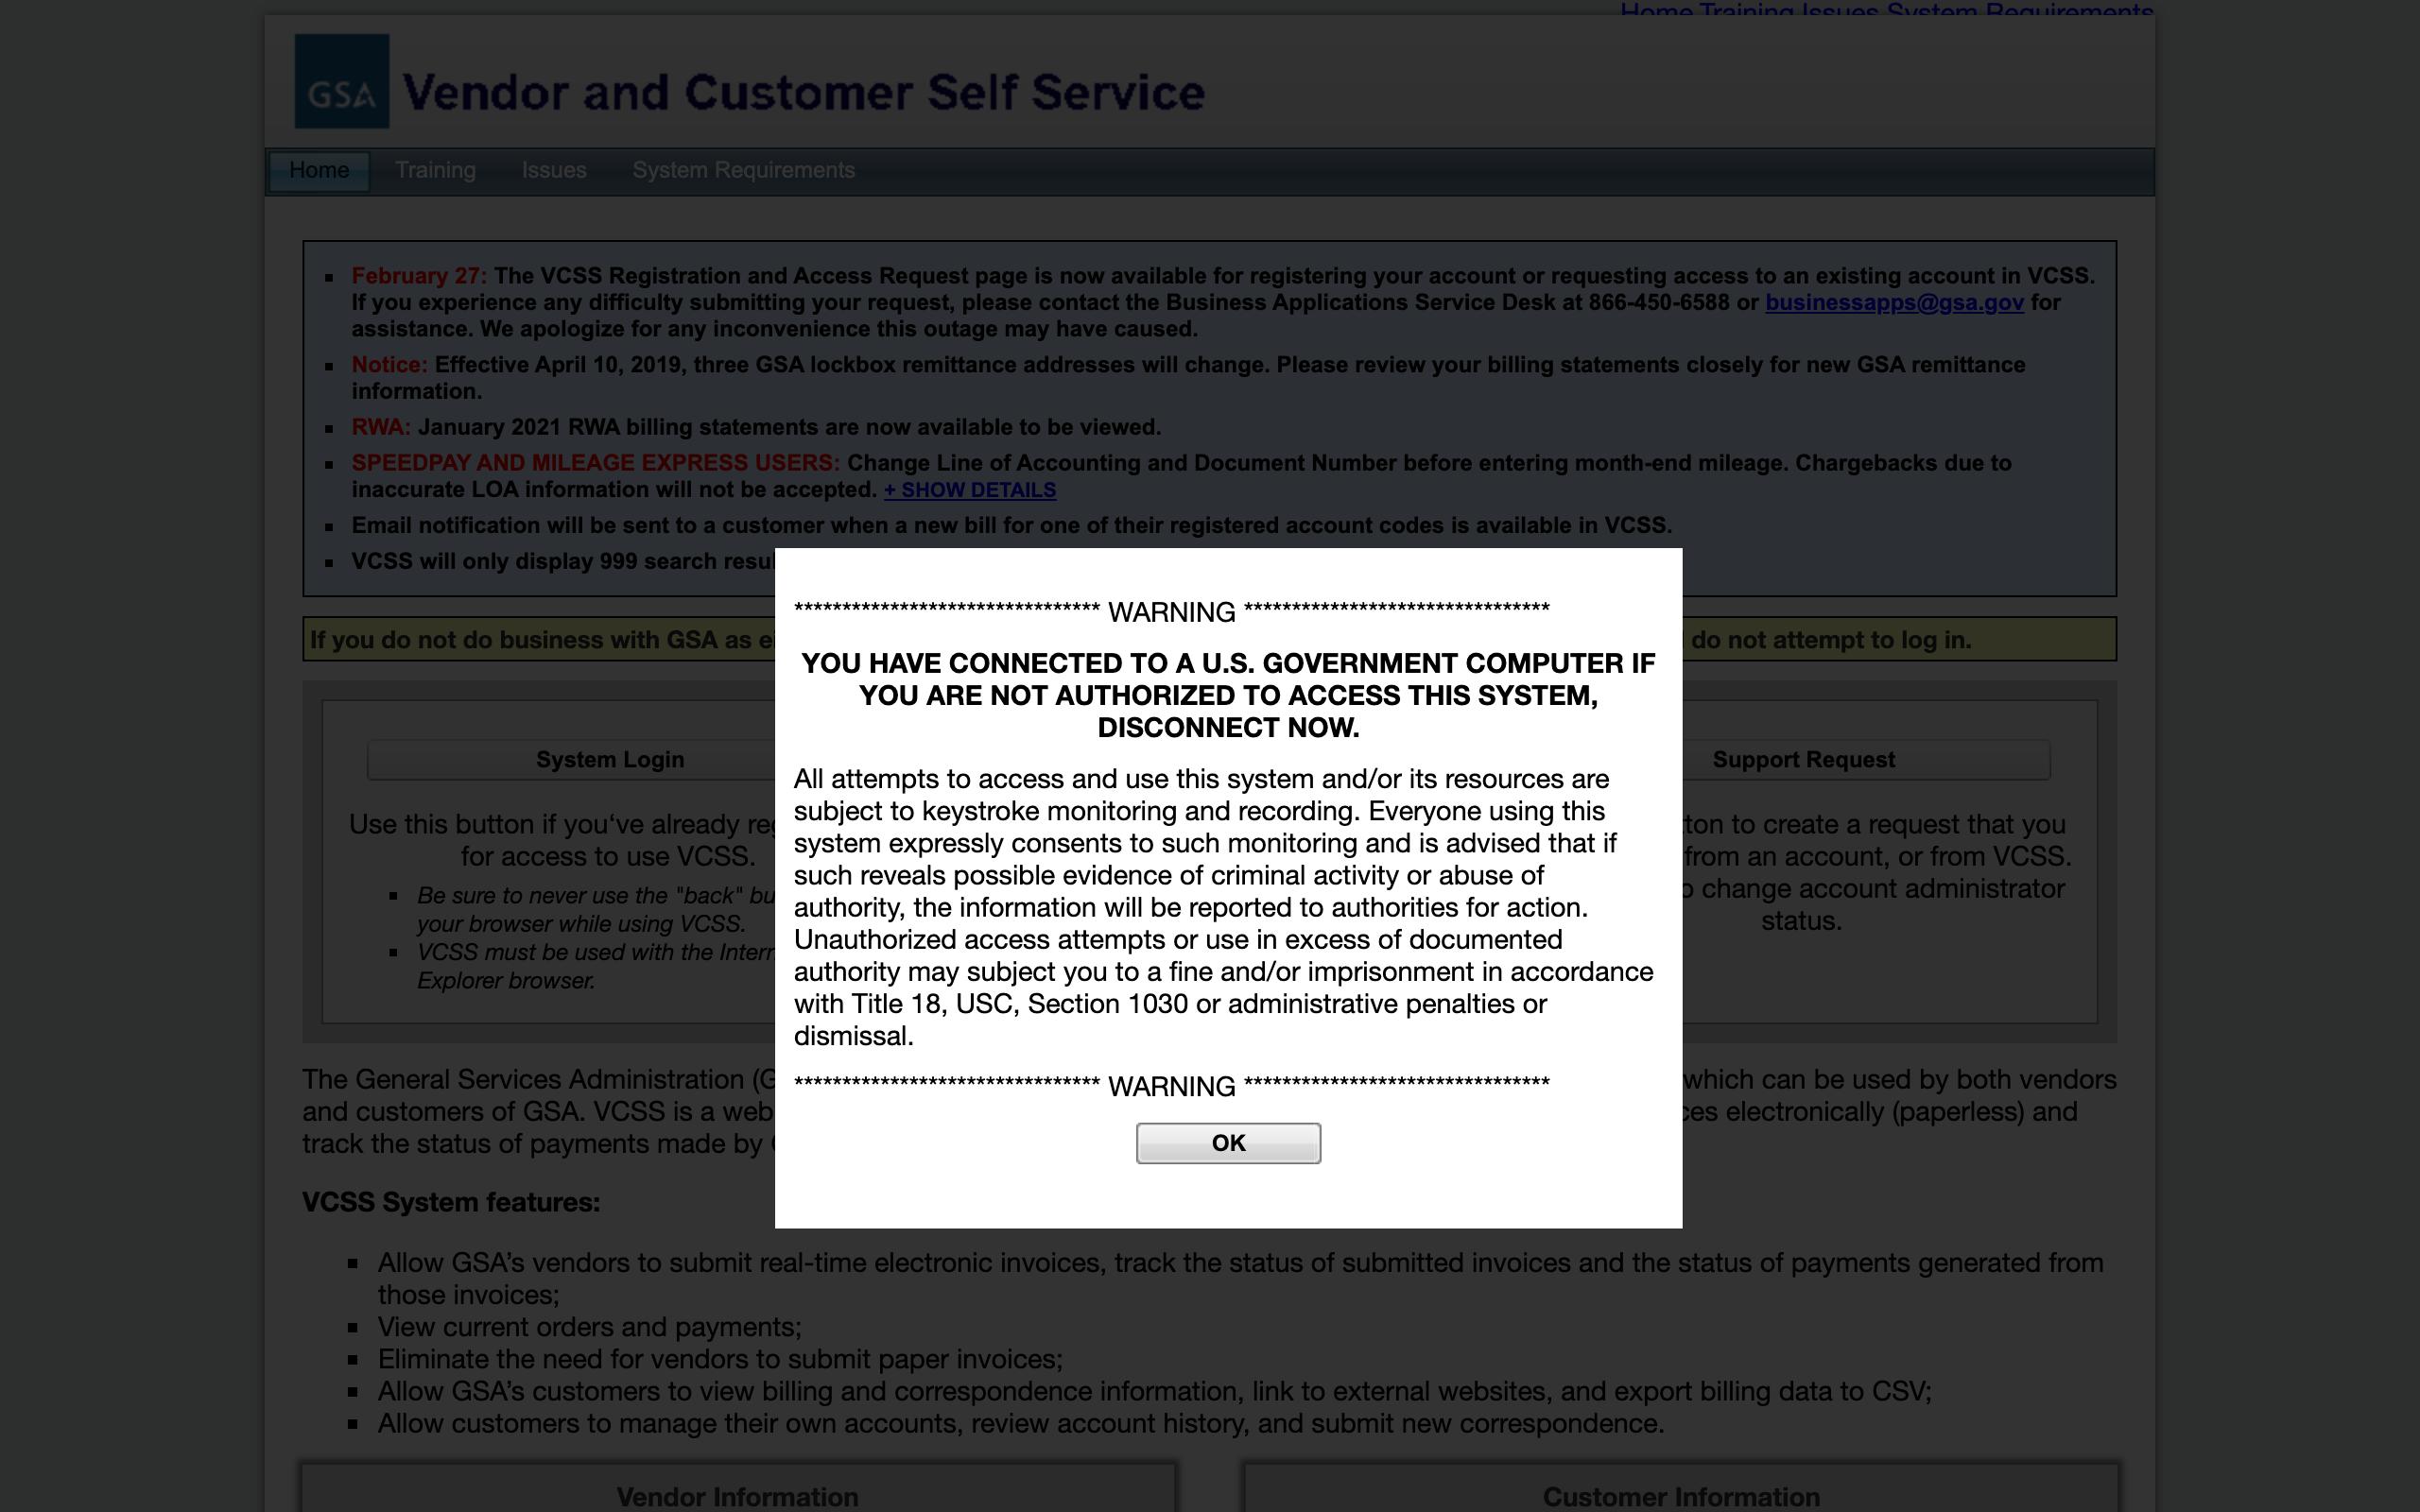 Home Training Issues System Requirements
GSA Vendor and Customer Self Service
Home Training Issues System Requirements
February 27: The VCSS Registration and Access Request page is now available for registering your account or requesting access to an existing account in VCSS.
If you experience any difficulty submitting your request, please contact the Business Applications Service Desk at 866-450-6588 or businessapps@gsa.gov for
assistance. We apologize for any inconvenience this outage may have caused.
Notice: Effective April 10, 2019, three GSA lockbox remittance addresses will change. Please review your billing statements closely for new GSA remittance
information.
RWA: January 2021 RWA billing statements are now available to be viewed.
SPEEDPAY AND MILEAGE EXPRESS USERS: Change Line of Accounting and Document Number before entering month-end mileage. Chargebacks due to
inaccurate LOA information will not be accepted. + SHOW DETAILS
Email notification will be sent to a customer when a new bill for one of their registered account codes is available in VCSS.
VCSS will only display 999 search
If you do not do business with GSA as
do not attempt to log in.
System Login
Use this button if you‘ve already
for access to use VCSS.
Be sure to never use the "back"
your browser while using VCSS.
VCSS must be used with the
Explorer browser.
Support Request
to create a request that you
from an account, or from VCSS.
change account administrator
status.
******************************** WARNING ********************************
YOU HAVE CONNECTED TO A U.S. GOVERNMENT COMPUTER IF
YOU ARE NOT AUTHORIZED TO ACCESS THIS SYSTEM,
DISCONNECT NOW.
All attempts to access and use this system and/or its resources are
subject to keystroke monitoring and recording. Everyone using this
system expressly consents to such monitoring and is advised that if
such reveals possible evidence of criminal activity or abuse of
authority, the information will be reported to authorities for action.
Unauthorized access attempts or use in excess of documented
authority may subject you to a fine and/or imprisonment in accordance
with Title 18, USC, Section 1030 or administrative penalties or
dismissal.
******************************** WARNING ********************************
OK
The General Services Administration
which can be used by both vendors
and customers of GSA. VCSS is a web
electronically (paperless) and
track the status of payments made by
VCSS System features:
Allow GSA’s vendors to submit real-time electronic invoices, track the status of submitted invoices and the status of payments generated from
those invoices;
View current orders and payments;
Eliminate the need for vendors to submit paper invoices;
Allow GSA’s customers to view billing and correspondence information, link to external websites, and export billing data to CSV;
Allow customers to manage their own accounts, review account history, and submit new correspondence.
Vendor Information
Customer Information